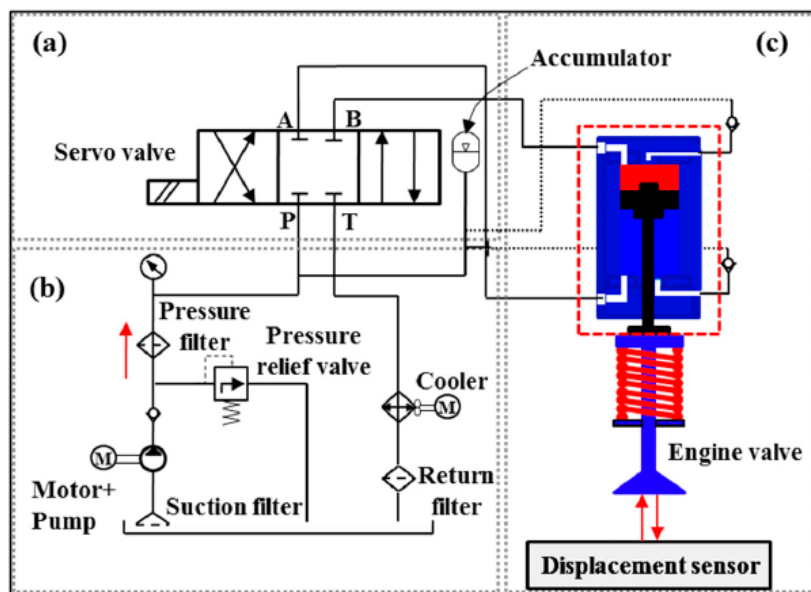 (a)
(c)
Accumulator
A
B
Servo valve
P
T
(b)
Pressure
filter
Pressure
relief valve
Cooler
M
M
Motor+
Pump
Suction filter
Return
filter
Engine valve
Displacement sensor